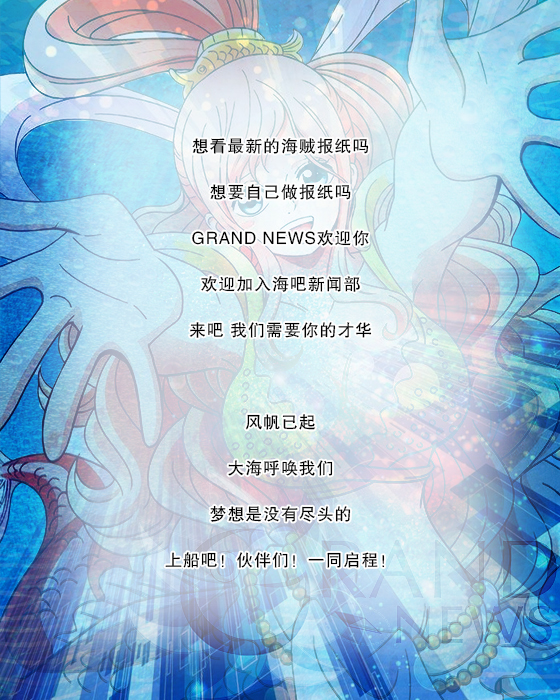 想看最新的海贼报纸吗
想要自己做报纸吗
GRAND NEWS欢迎你
欢迎加入海吧新闻部
来吧 我们需要你的才华
风帆已起
大海呼唤我们
梦想是没有尽头的
上船吧！伙伴们！一同启程！
GRAND
NEWS